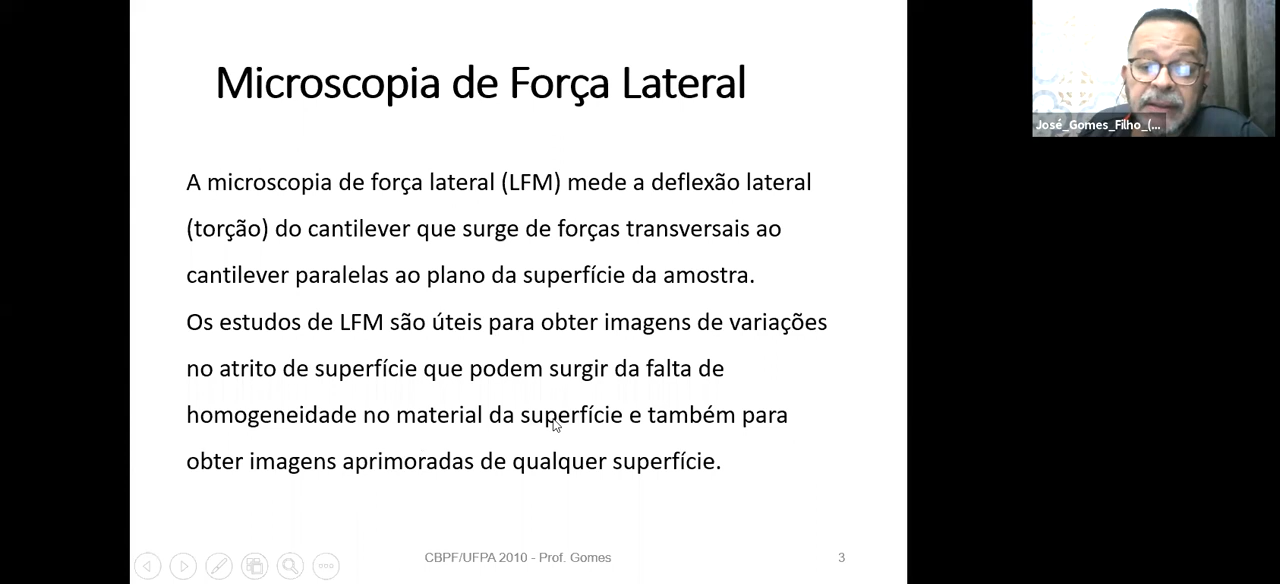 Microscopia de Força Lateral
José_Gomes_Filho_(...
A microscopia de força lateral (LFM) mede a deflexão lateral
(torção) do cantilever que surge de forças transversais ao
cantilever paralelas ao plano da superfície da amostra.
Os estudos de LFM são úteis para obter imagens de variações
no atrito de superfície que podem surgir da falta de
homogeneidade no material da superfície e também para
obter imagens aprimoradas de qualquer superfície.
CBPF/UFPA 2010 - Prof. Gomes
3